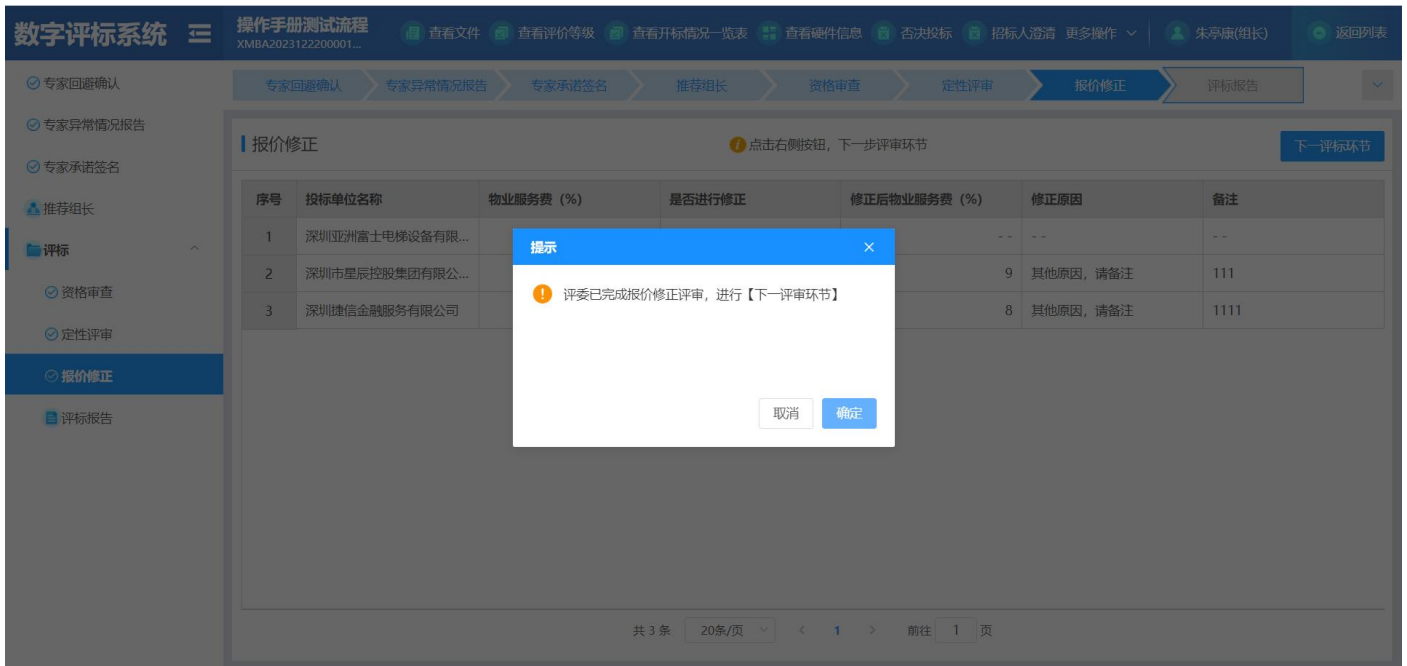 数字评标系统
操作手册测试流程
XMBA2023122200001...
查看文件
查看评价等级
查看开标情况一览表
查看硬件信息
否决投标
招标人澄清
更多操作
朱亭康(组长)
返回列表
专家回避确认
专家异常情况报告
专家承诺签名
推荐组长
评标
资格审查
定性评审
报价修正
评标报告
专家回避确认
专家异常情况报告
专家承诺签名
推荐组长
资格审查
定性评审
报价修正
评标报告
报价修正
点击右侧按钮，下一步评审环节
下一评标环节
序号 投标单位名称 物业服务费（%） 是否进行修正 修正后物业服务费（%） 修正原因 备注
1 深圳亚洲富士电梯设备有限... -- -- --
2 深圳市星辰控股集团有限公... 9 其他原因，请备注 111
3 深圳捷信金融服务有限公司 8 其他原因，请备注 1111
提示
评委已完成报价修正评审，进行【下一评审环节】
取消 确定
共 3 条 20条/页 < 1 > 前往 1 页